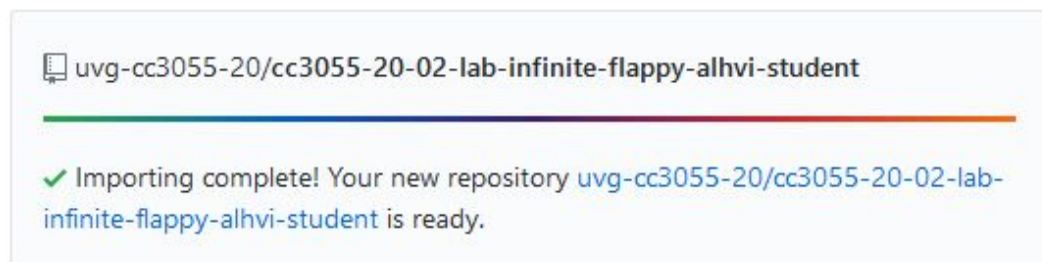 uvg-cc3055-20/cc3055-20-02-lab-infinite-flappy-alhvi-student
Importing complete! Your new repository uvg-cc3055-20/cc3055-20-02-lab-
infinite-flappy-alhvi-student is ready.